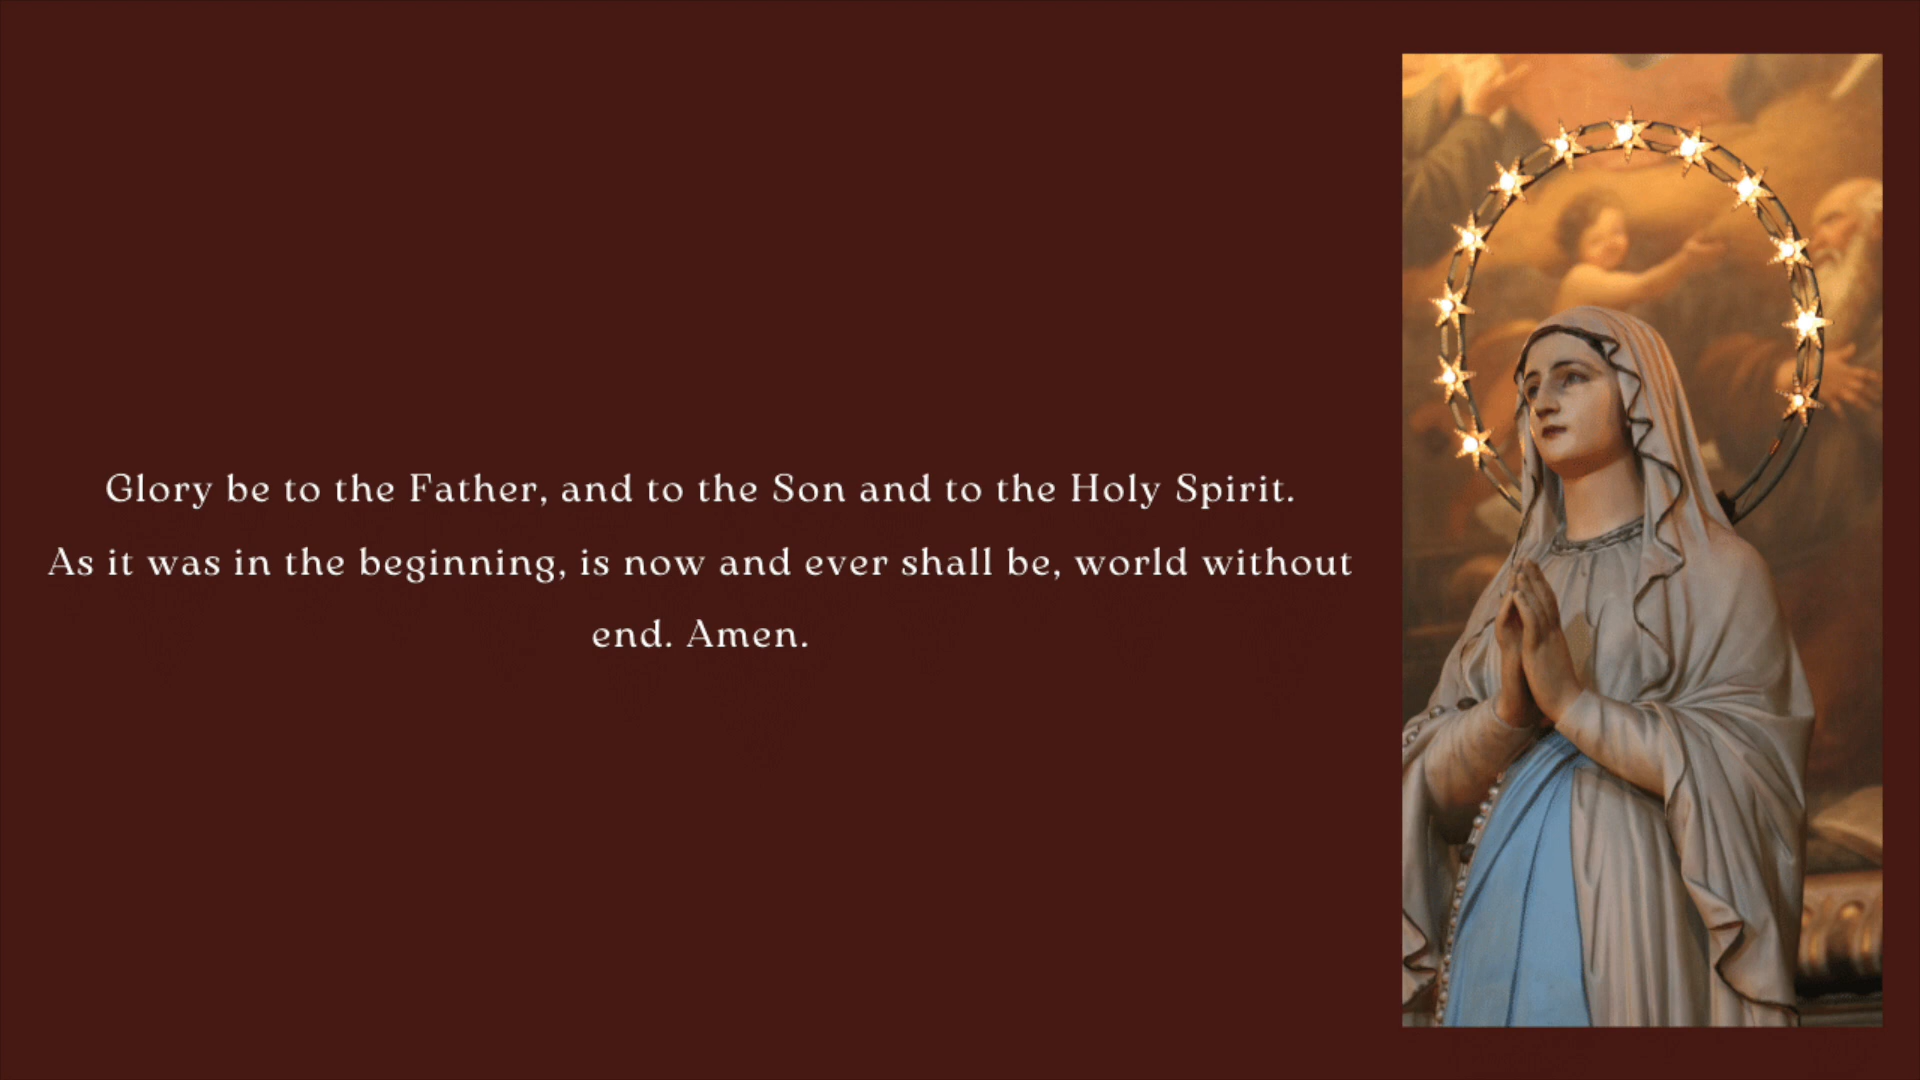 Glory be to the Father, and to the Son and to the Holy Spirit.
As it was in the beginning, is now and ever shall be, world without
end. Amen.